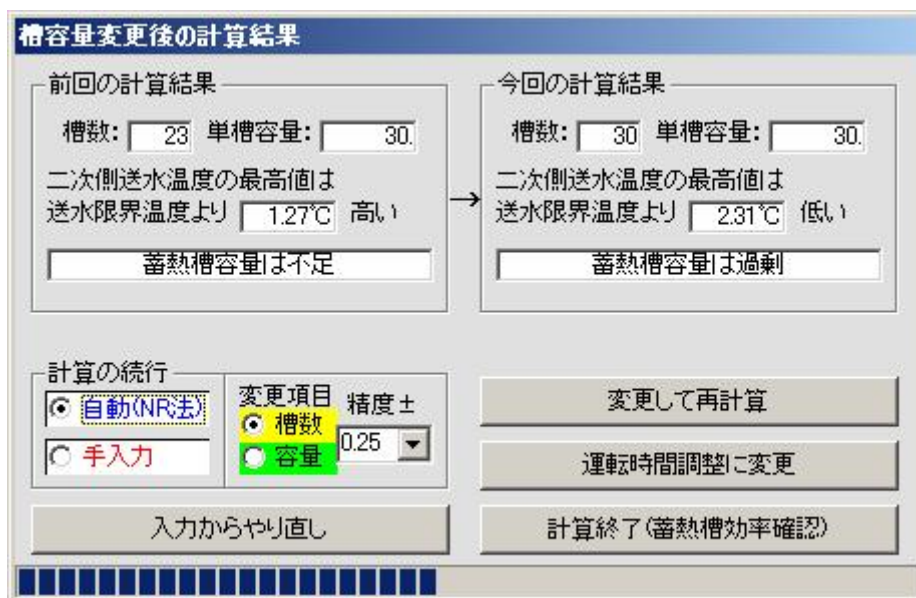 槽容量変更後の計算結果
前回の計算結果
槽数: 23 単槽容量: 30.
二次側送水温度の最高値は
送水限界温度より 1.27℃ 高い
蓄熱槽容量は不足
→
今回の計算結果
槽数: 30 単槽容量: 30.
二次側送水温度の最高値は
送水限界温度より 2.31℃ 低い
蓄熱槽容量は過剰
計算の続行
自動(NR法)
手入力
変更項目 精度±
槽数
容量
0.25
変更して再計算
運転時間調整に変更
入力からやり直し
計算終了(蓄熱槽効率確認)